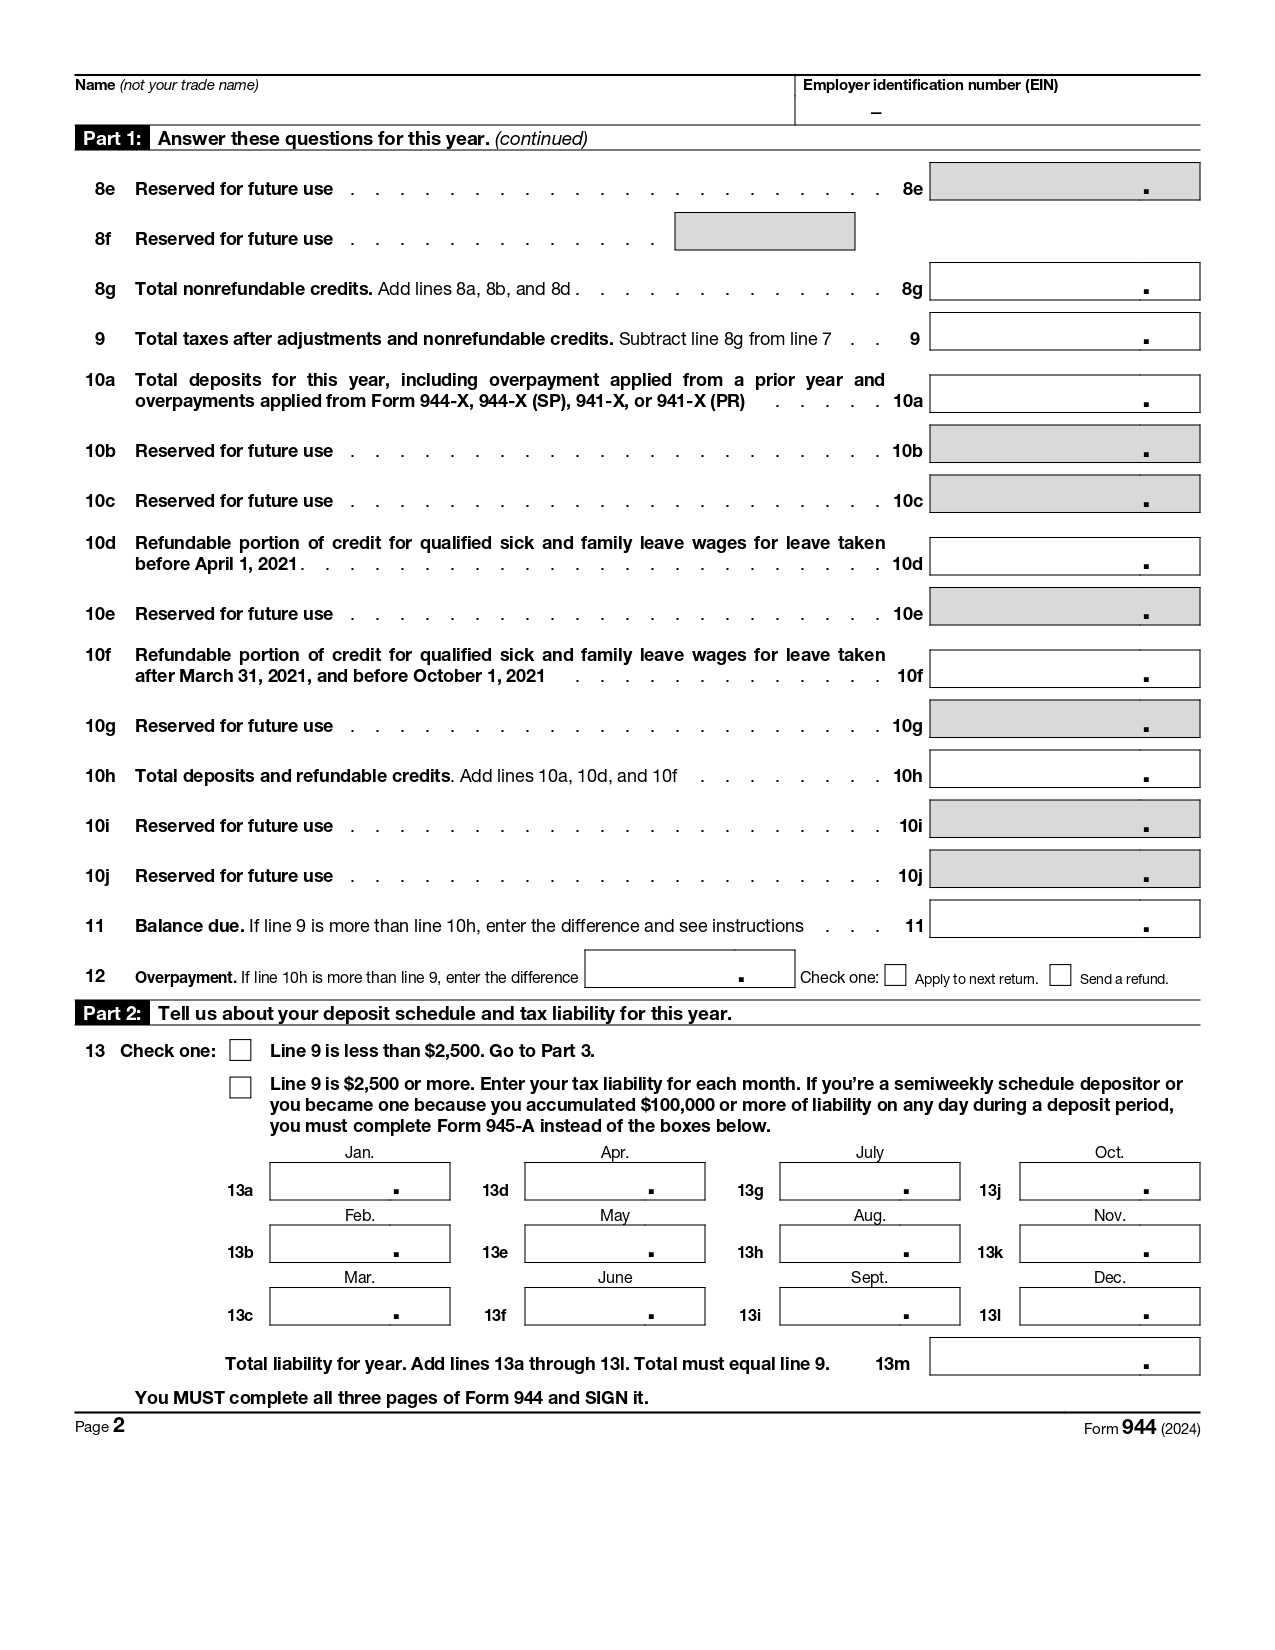 Name (not your trade name)
Employer identification number (EIN)
–
Part 1: Answer these questions for this year. (continued)
8e Reserved for future use . . . . . . . . . . . . . . . . . . . . . . 8e .
8f Reserved for future use . . . . . . . . . . . . .
8g Total nonrefundable credits. Add lines 8a, 8b, and 8d . . . . . . . . . . . . . 8g .
9 Total taxes after adjustments and nonrefundable credits. Subtract line 8g from line 7 . . 9 .
10a Total deposits for this year, including overpayment applied from a prior year and
overpayments applied from Form 944-X, 944-X (SP), 941-X, or 941-X (PR) . . . . . 10a .
10b Reserved for future use . . . . . . . . . . . . . . . . . . . . . . 10b .
10c Reserved for future use . . . . . . . . . . . . . . . . . . . . . . 10c .
10d Refundable portion of credit for qualified sick and family leave wages for leave taken
before April 1, 2021 . . . . . . . . . . . . . . . . . . . . . . . . 10d .
10e Reserved for future use . . . . . . . . . . . . . . . . . . . . . . 10e .
10f Refundable portion of credit for qualified sick and family leave wages for leave taken
after March 31, 2021, and before October 1, 2021 . . . . . . . . . . . . . 10f .
10g Reserved for future use . . . . . . . . . . . . . . . . . . . . . . 10g .
10h Total deposits and refundable credits. Add lines 10a, 10d, and 10f . . . . . . . . 10h .
10i Reserved for future use . . . . . . . . . . . . . . . . . . . . . . 10i .
10j Reserved for future use . . . . . . . . . . . . . . . . . . . . . . 10j .
11 Balance due. If line 9 is more than line 10h, enter the difference and see instructions . . . 11 .
12 Overpayment. If line 10h is more than line 9, enter the difference . Check one: Apply to next return. Send a refund.
Part 2: Tell us about your deposit schedule and tax liability for this year.
13 Check one: Line 9 is less than $2,500. Go to Part 3.
Line 9 is $2,500 or more. Enter your tax liability for each month. If you’re a semiweekly schedule depositor or
you became one because you accumulated $100,000 or more of liability on any day during a deposit period,
you must complete Form 945-A instead of the boxes below.
Jan. Apr. July Oct.
13a . 13d . 13g . 13j .
Feb. May Aug. Nov.
13b . 13e . 13h . 13k .
Mar. June Sept. Dec.
13c . 13f . 13i . 13l .
Total liability for year. Add lines 13a through 13l. Total must equal line 9. 13m .
You MUST complete all three pages of Form 944 and SIGN it.
Page 2
Form 944 (2024)